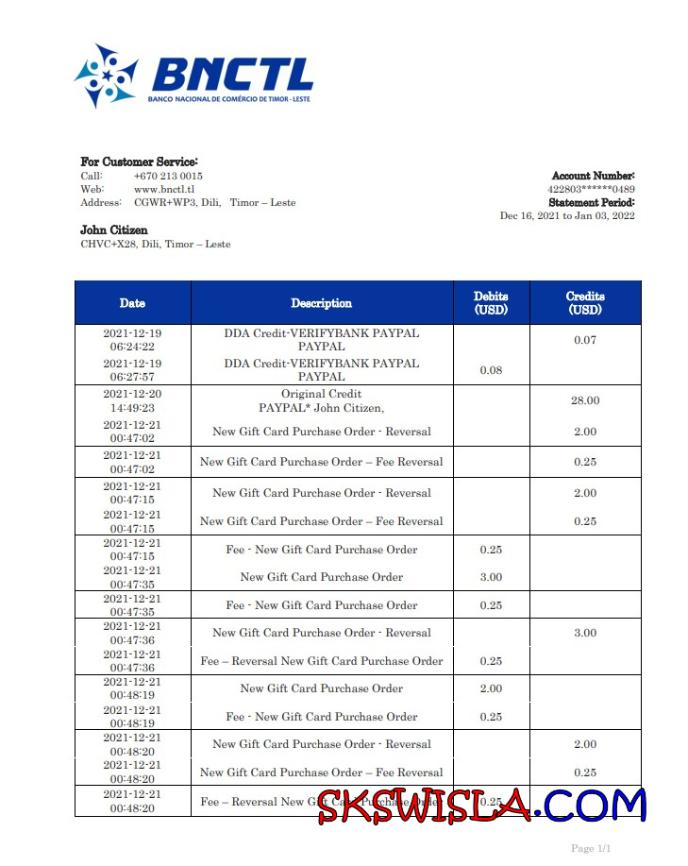 BNCTL
BANCO NACIONAL DE COMÉRCIO DE TIMOR - LESTE
For Customer Service:
Call: +670 213 0015
Web: www.bnctl.tl
Address: CGWR+WP3, Dili, Timor – Leste
Account Number:
422803******0489
Statement Period:
Dec 16, 2021 to Jan 03, 2022
John Citizen
CHVC+X28, Dili, Timor – Leste
Date Description Debits (USD) Credits (USD)
2021-12-19 06:24:22 DDA Credit-VERIFYBANK PAYPAL PAYPAL 0.07
2021-12-19 06:27:57 DDA Credit-VERIFYBANK PAYPAL PAYPAL 0.08
2021-12-20 14:49:23 Original Credit PAYPAL* John Citizen, 28.00
2021-12-21 00:47:02 New Gift Card Purchase Order - Reversal 2.00
2021-12-21 00:47:02 New Gift Card Purchase Order – Fee Reversal 0.25
2021-12-21 00:47:15 New Gift Card Purchase Order - Reversal 2.00
2021-12-21 00:47:15 New Gift Card Purchase Order – Fee Reversal 0.25
2021-12-21 00:47:15 Fee - New Gift Card Purchase Order 0.25
2021-12-21 00:47:35 New Gift Card Purchase Order 3.00
2021-12-21 00:47:35 Fee - New Gift Card Purchase Order 0.25
2021-12-21 00:47:36 New Gift Card Purchase Order - Reversal 3.00
2021-12-21 00:47:36 Fee – Reversal New Gift Card Purchase Order 0.25
2021-12-21 00:48:19 New Gift Card Purchase Order 2.00
2021-12-21 00:48:19 Fee - New Gift Card Purchase Order 0.25
2021-12-21 00:48:20 New Gift Card Purchase Order - Reversal 2.00
2021-12-21 00:48:20 New Gift Card Purchase Order – Fee Reversal 0.25
2021-12-21 00:48:20 Fee – Reversal New Gift Card Purchase Order 0.25
SKSWISLA.COM
Page 1/1